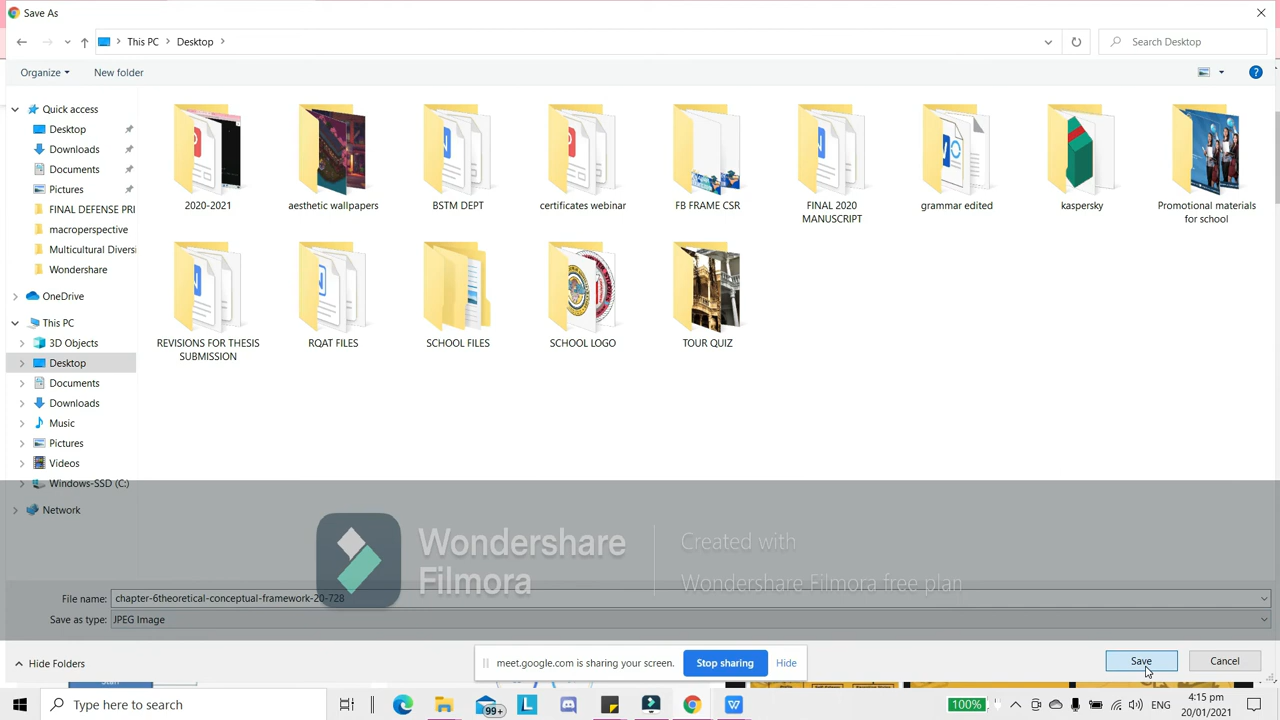 Save As
This PC
Desktop
Search Desktop
Organize
New folder
Quick access
Desktop
Downloads
Documents
Pictures
FINAL DEFENSE PRI
macroperspective
Multicultural Diversi
Wondershare
OneDrive
This PC
3D Objects
Desktop
Documents
Downloads
Music
Pictures
Videos
Windows-SSD (C:)
Network
2020-2021
aesthetic wallpapers
BSTM DEPT
certificates webinar
FB FRAME CSR
FINAL 2020
MANUSCRIPT
grammar edited
kaspersky
Promotional materials
for school
REVISIONS FOR THESIS
SUBMISSION
RQAT FILES
SCHOOL FILES
SCHOOL LOGO
TOUR QUIZ
Wondershare
Filmora
Created with
Wondershare Filmora free plan
File name:
chapter-6theoretical-conceptual-framework-20-728
Save as type:
JPEG Image
Hide Folders
meet.google.com is sharing your screen.
Stop sharing
Hide
Save
Cancel
Type here to search
99+
100%
ENG
4:15 pm
20/01/2021